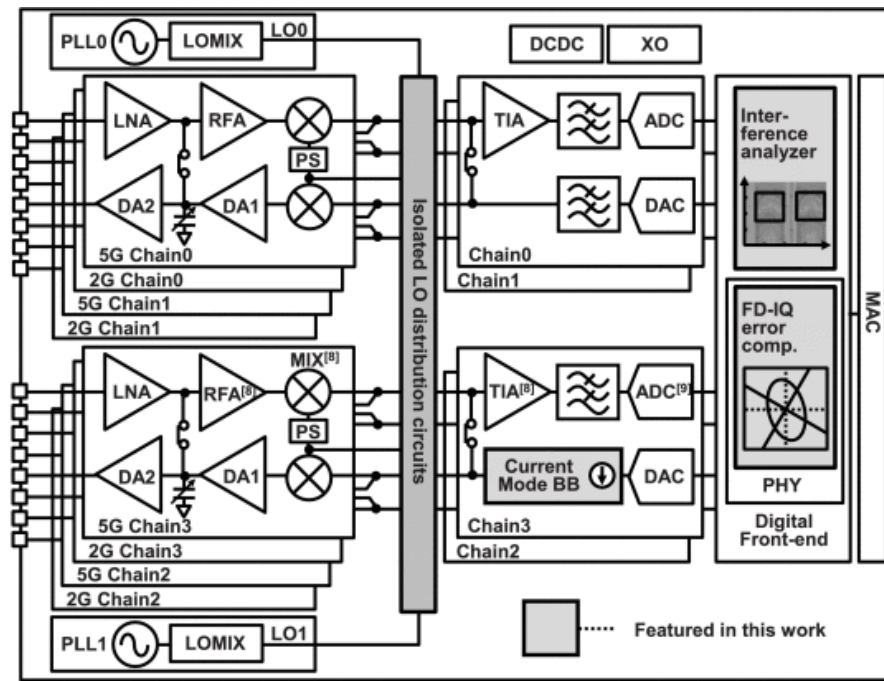 PLL0
LOMIX
LO0
DCDC
XO
LNA
RFA
PS
DA2
DA1
5G Chain0
2G Chain0
5G Chain1
2G Chain1
TIA
ADC
DAC
Chain0
Chain1
Inter-
ference
analyzer
Isolated LO distribution circuits
MAC
LNA
RFA[8]
MIX[8]
PS
DA2
DA1
5G Chain3
2G Chain3
5G Chain2
2G Chain2
TIA[8]
ADC[9]
Current
Mode BB
DAC
Chain3
Chain2
FD-IQ
error
comp.
PHY
Digital
Front-end
PLL1
LOMIX
LO1
Featured in this work